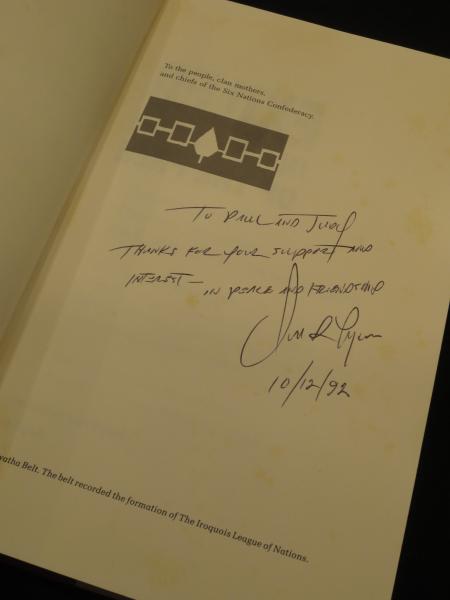 To the people, clan mothers,
and chiefs of the Six Nations Confederacy.
To PAUL AND JUDY
THANKS FOR YOUR SUPPORT AND
INTEREST — IN PEACE AND FRIENDSHIP
10/12/92
watha Belt. The belt recorded the formation of The Iroquois League of Nations.